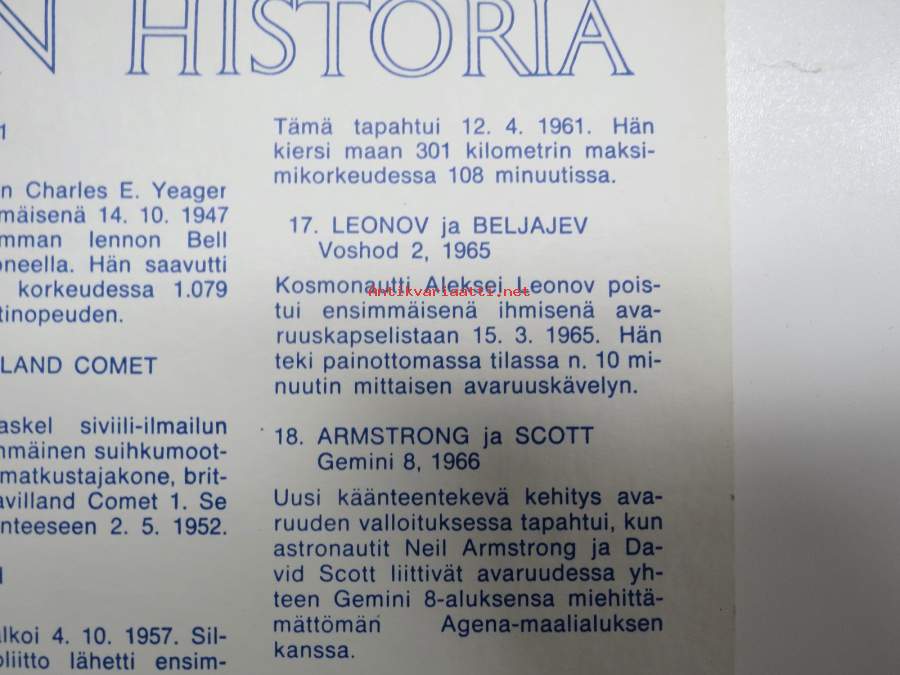 N HISTORIA
1
n Charles E. Yeager
mäisenä 14. 10. 1947
mman lennon Bell
oneella. Hän saavutti
korkeudessa 1.079
tinopeuden.
LAND COMET
askel siviili-ilmailun
nmäinen suihkumoot-
matkustajakone, brit-
avilland Comet 1. Se
nteeseen 2. 5. 1952.
alkoi 4. 10. 1957. Sil-
oliitto lähetti ensim-
Tämä tapahtui 12. 4. 1961. Hän
kiersi maan 301 kilometrin maksi-
mikorkeudessa 108 minuutissa.
17. LEONOV ja BELJAJEV
Voshod 2, 1965
Kosmonautti Aleksei Leonov pois-
tui ensimmäisenä ihmisenä ava-
ruuskapselistaan 15. 3. 1965. Hän
teki painottomassa tilassa n. 10 mi-
nuutin mittaisen avaruuskävelyn.
18. ARMSTRONG ja SCOTT
Gemini 8, 1966
Uusi käänteentekevä kehitys ava-
ruuden valloituksessa tapahtui, kun
astronautit Neil Armstrong ja Da-
vid Scott liittivät avaruudessa yh-
teen Gemini 8-aluksensa miehittä-
mättömän Agena-maalialuksen
kanssa.
Antikvariaatti.net